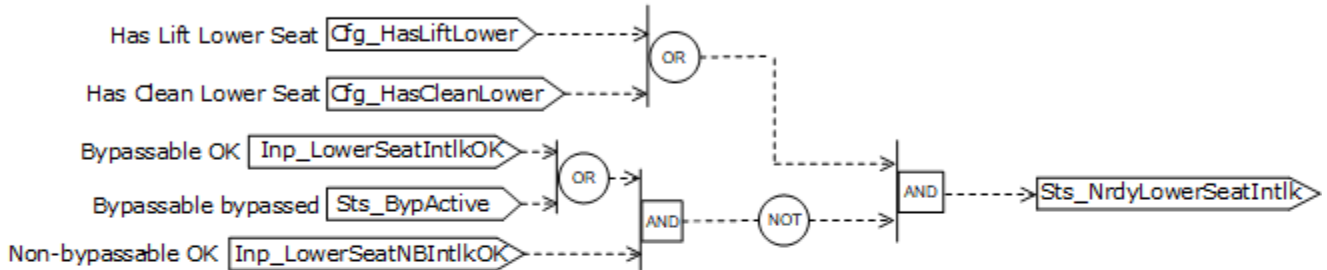 Has Lift Lower Seat Cfg_HasLiftLower
OR
Has Clean Lower Seat Cfg_HasCleanLower
Bypassable OK Inp_LowerSeatIntlkOK
OR
AND
Sts_NrdyLowerSeatIntlk
Bypassable bypassed Sts_BypActive
AND
NOT
Non-bypassable OK Inp_LowerSeatNBIntlkOK